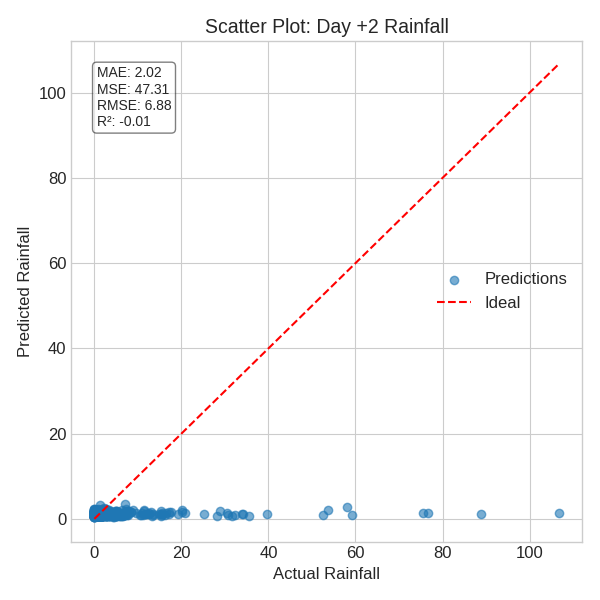 Scatter Plot: Day +2 Rainfall
MAE: 2.02
MSE: 47.31
RMSE: 6.88
R²: -0.01
100
80
60
40
20
0
Predicted Rainfall
Predictions
Ideal
0 20 40 60 80 100
Actual Rainfall